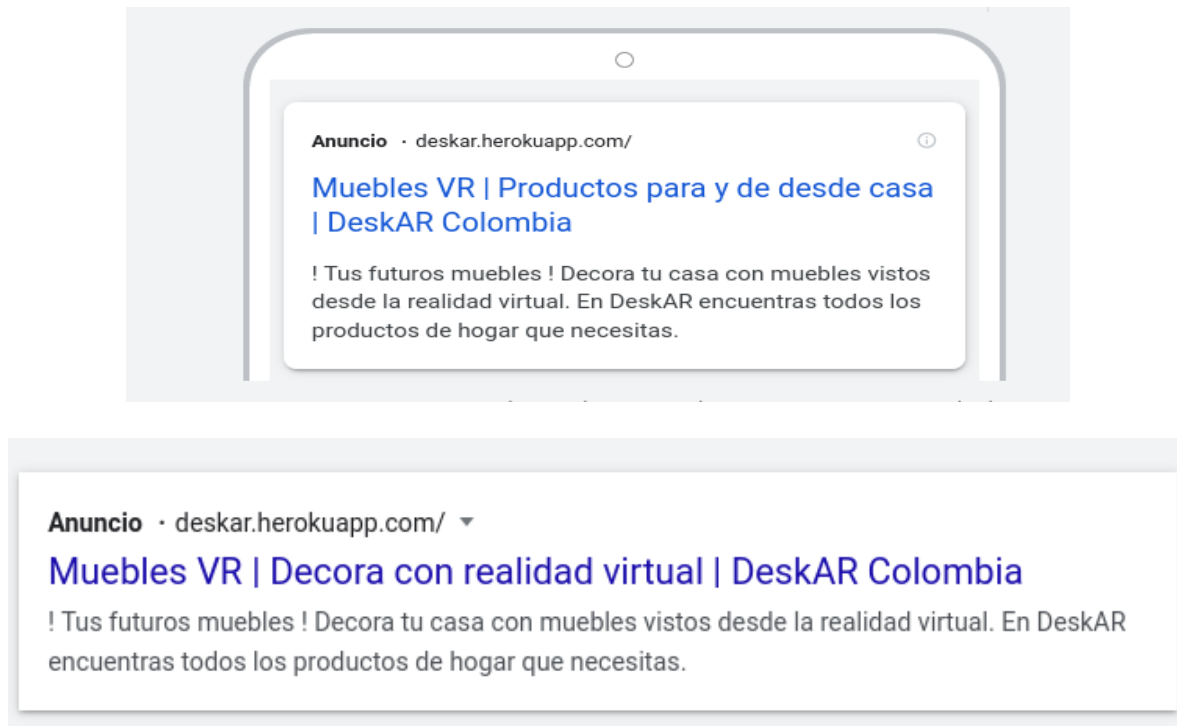 Anuncio · deskar.herokuapp.com/
Muebles VR | Productos para y de desde casa
| DeskAR Colombia
! Tus futuros muebles ! Decora tu casa con muebles vistos
desde la realidad virtual. En DeskAR encuentras todos los
productos de hogar que necesitas.
Anuncio · deskar.herokuapp.com/
Muebles VR | Decora con realidad virtual | DeskAR Colombia
! Tus futuros muebles ! Decora tu casa con muebles vistos desde la realidad virtual. En DeskAR
encuentras todos los productos de hogar que necesitas.